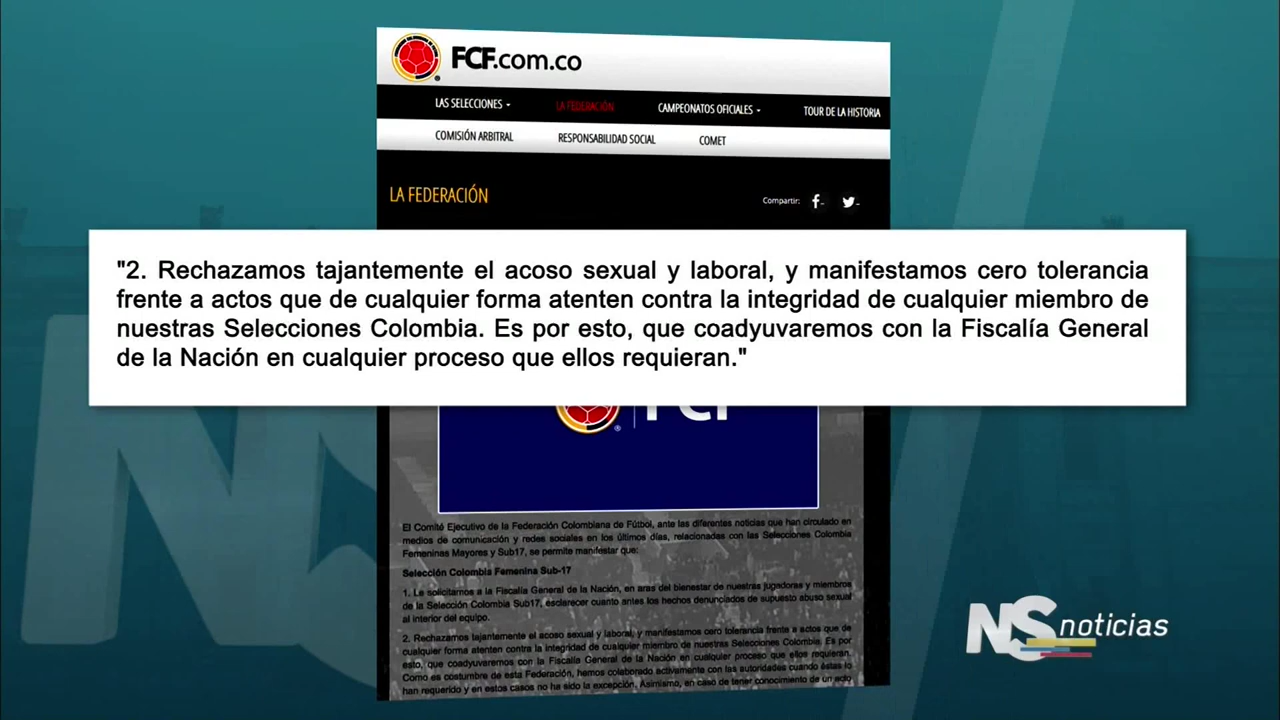 FCF.com.co
LAS SELECCIONES
LA FEDERACIÓN
CAMPEONATOS OFICIALES
TOUR DE LA HISTORIA
COMISIÓN ARBITRAL
RESPONSABILIDAD SOCIAL
COMET
LA FEDERACIÓN
Compartir:
"2. Rechazamos tajantemente el acoso sexual y laboral, y manifestamos cero tolerancia
frente a actos que de cualquier forma atenten contra la integridad de cualquier miembro de
nuestras Selecciones Colombia. Es por esto, que coadyuvaremos con la Fiscalía General
de la Nación en cualquier proceso que ellos requieran."
FCF
El Comité Ejecutivo de la Federación Colombiana de Fútbol, ante las diferentes noticias que han circulado en
medios de comunicación y redes sociales en los últimos días, relacionadas con las Selecciones Colombia
Femeninas Mayores y Sub17, se permite manifestar que:
Selección Colombia Femenina Sub-17
1. Le solicitamos a la Fiscalía General de la Nación, en aras del bienestar de nuestras jugadoras y miembros
de la Selección Colombia Sub17, esclarecer cuanto antes los hechos denunciados de supuesto abuso sexual
al interior del equipo.
2. Rechazamos tajantemente el acoso sexual y laboral, y manifestamos cero tolerancia frente a actos que de
cualquier forma atenten contra la integridad de cualquier miembro de nuestras Selecciones Colombia. Es por
esto, que coadyuvaremos con la Fiscalía General de la Nación en cualquier proceso que ellos requieran.
Como es costumbre de esta Federación, hemos colaborado activamente con las autoridades cuando éstas lo
han requerido y en estos casos no ha sido la excepción. Asimismo, en caso de tener conocimiento de un acto
NS noticias